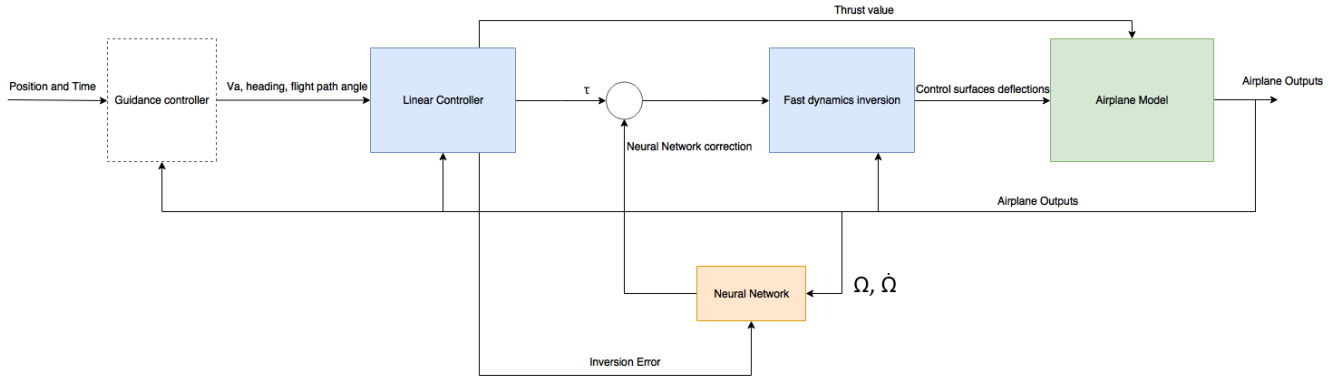 Thrust value
Position and Time
Guidance controller
Va, heading, flight path angle
Linear Controller
τ
Fast dynamics inversion
Control surfaces deflections
Airplane Model
Airplane Outputs
Neural Network correction
Airplane Outputs
Neural Network
Ω, Ω̇
Inversion Error